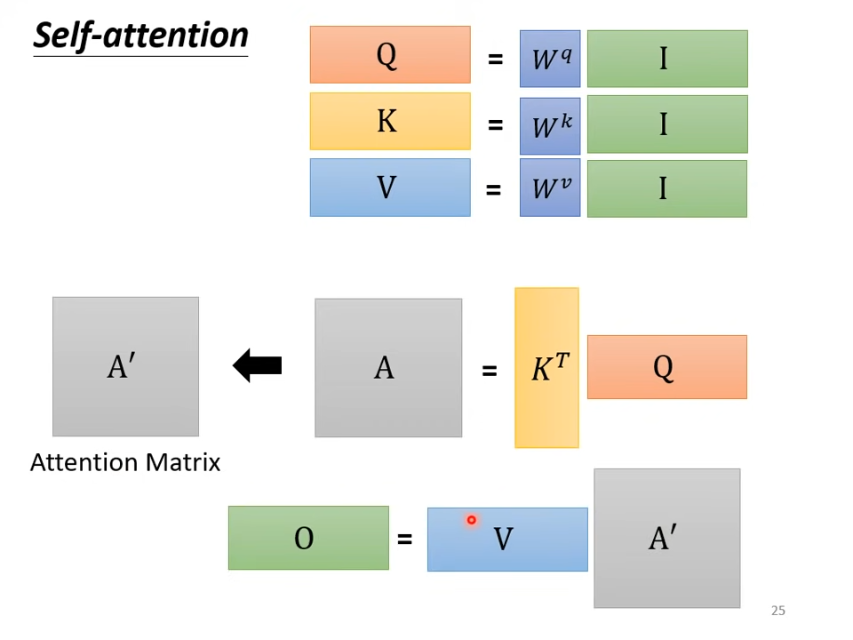 Self-attention
Q = W^q I
K = W^k I
V = W^v I
A′ A = K^T Q
Attention Matrix
O = V A′
25